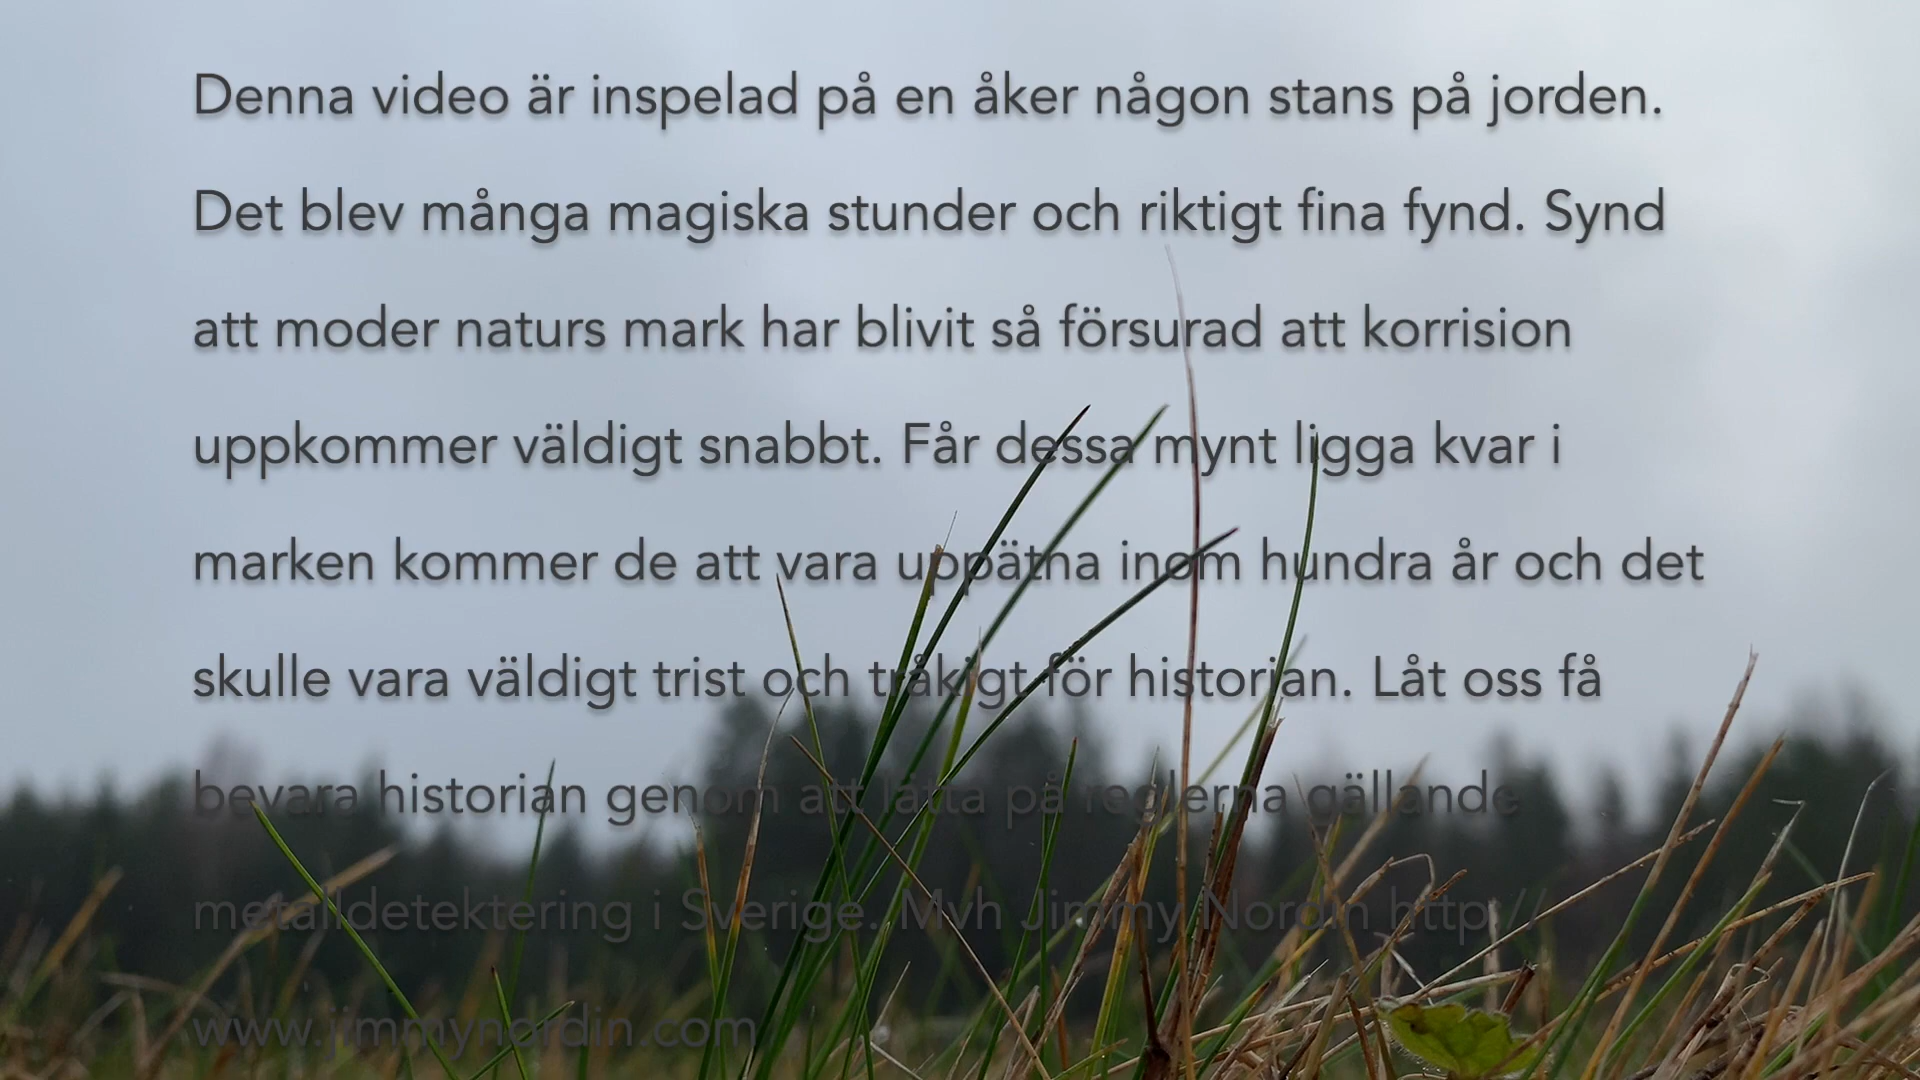 Denna video är inspelad på en åker någon stans på jorden.
Det blev många magiska stunder och riktigt fina fynd. Synd
att moder naturs mark har blivit så försurad att korrision
uppkommer väldigt snabbt. Får dessa mynt ligga kvar i
marken kommer de att vara uppätna inom hundra år och det
skulle vara väldigt trist och tråkigt för historian. Låt oss få
bevara historian genom att lätta på reglerna gällande
metalldetektering i Sverige. Mvh Jimmy Nordin http://
www.jimmynordin.com